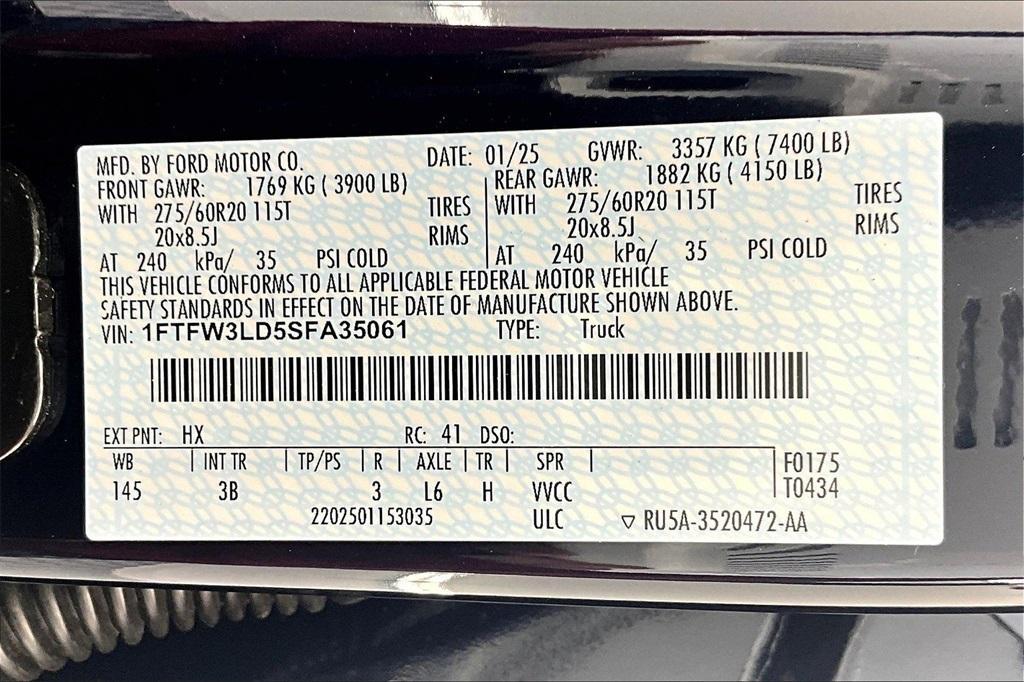 MFD. BY FORD MOTOR CO. DATE: 01/25 GVWR: 3357 KG ( 7400 LB)
FRONT GAWR: 1769 KG ( 3900 LB) REAR GAWR: 1882 KG ( 4150 LB)
WITH 275/60R20 115T TIRES WITH 275/60R20 115T TIRES
20x8.5J RIMS 20x8.5J RIMS
AT 240 kPa/ 35 PSI COLD AT 240 kPa/ 35 PSI COLD
THIS VEHICLE CONFORMS TO ALL APPLICABLE FEDERAL MOTOR VEHICLE
SAFETY STANDARDS IN EFFECT ON THE DATE OF MANUFACTURE SHOWN ABOVE.
VIN: 1FTFW3LD5SFA35061 TYPE: Truck
EXT PNT: HX RC: 41 DSO:
WB | INT TR | TP/PS | R | AXLE | TR | SPR | F0175
145 3B 3 L6 H VVCC T0434
2202501153035 ULC ▽ RU5A-3520472-AA